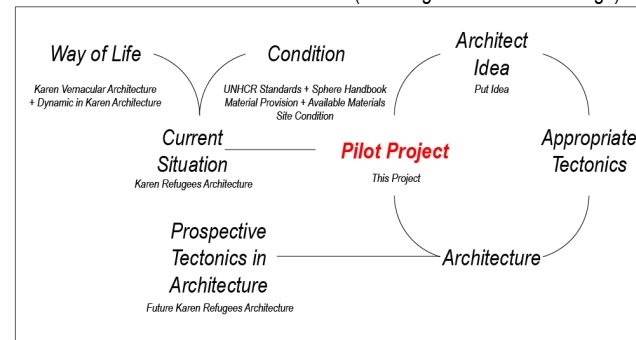 Way of Life
Karen Vernacular Architecture
+ Dynamic in Karen Architecture
Condition
UNHCR Standards + Sphere Handbook
Material Provision + Available Materials
Site Condition
Architect
Idea
Put Idea
Current
Situation
Karen Refugees Architecture
Pilot Project
This Project
Appropriate
Tectonics
Prospective
Tectonics in
Architecture
Future Karen Refugees Architecture
Architecture